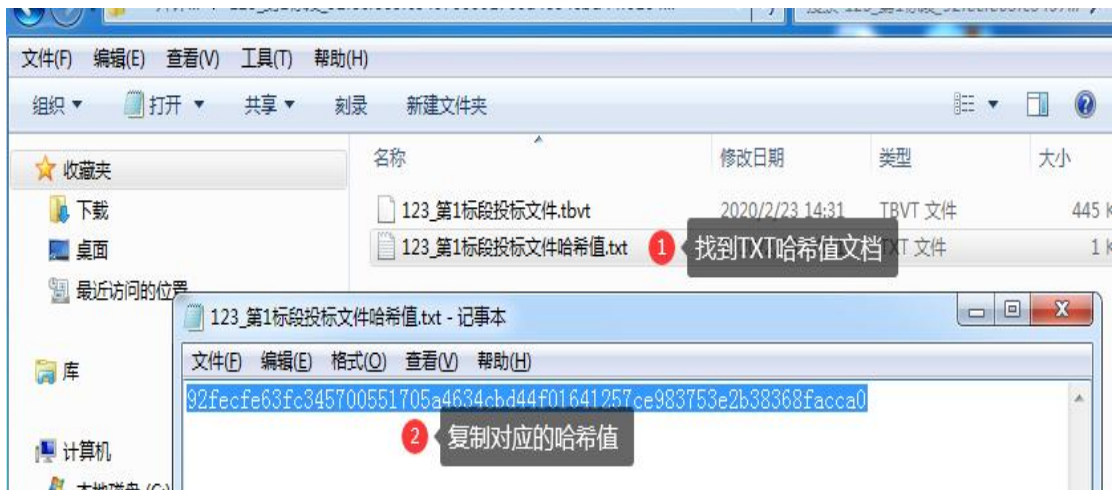 文件(F) 编辑(E) 查看(V) 工具(T) 帮助(H)
组织 打开 共享 刻录 新建文件夹
收藏夹
下载
桌面
最近访问的位置
库
计算机
名称 修改日期 类型 大小
123_第1标段投标文件.tbvt 2020/2/23 14:31 TBVT 文件 445
123_第1标段投标文件哈希值.txt 1 找到TXT哈希值文档 TXT 文件 1
123_第1标段投标文件哈希值.txt - 记事本
文件(F) 编辑(E) 格式(O) 查看(V) 帮助(H)
92fecfe63fc345700551705a4634cbd44f01641257ce983753e2b38368facca0
2 复制对应的哈希值